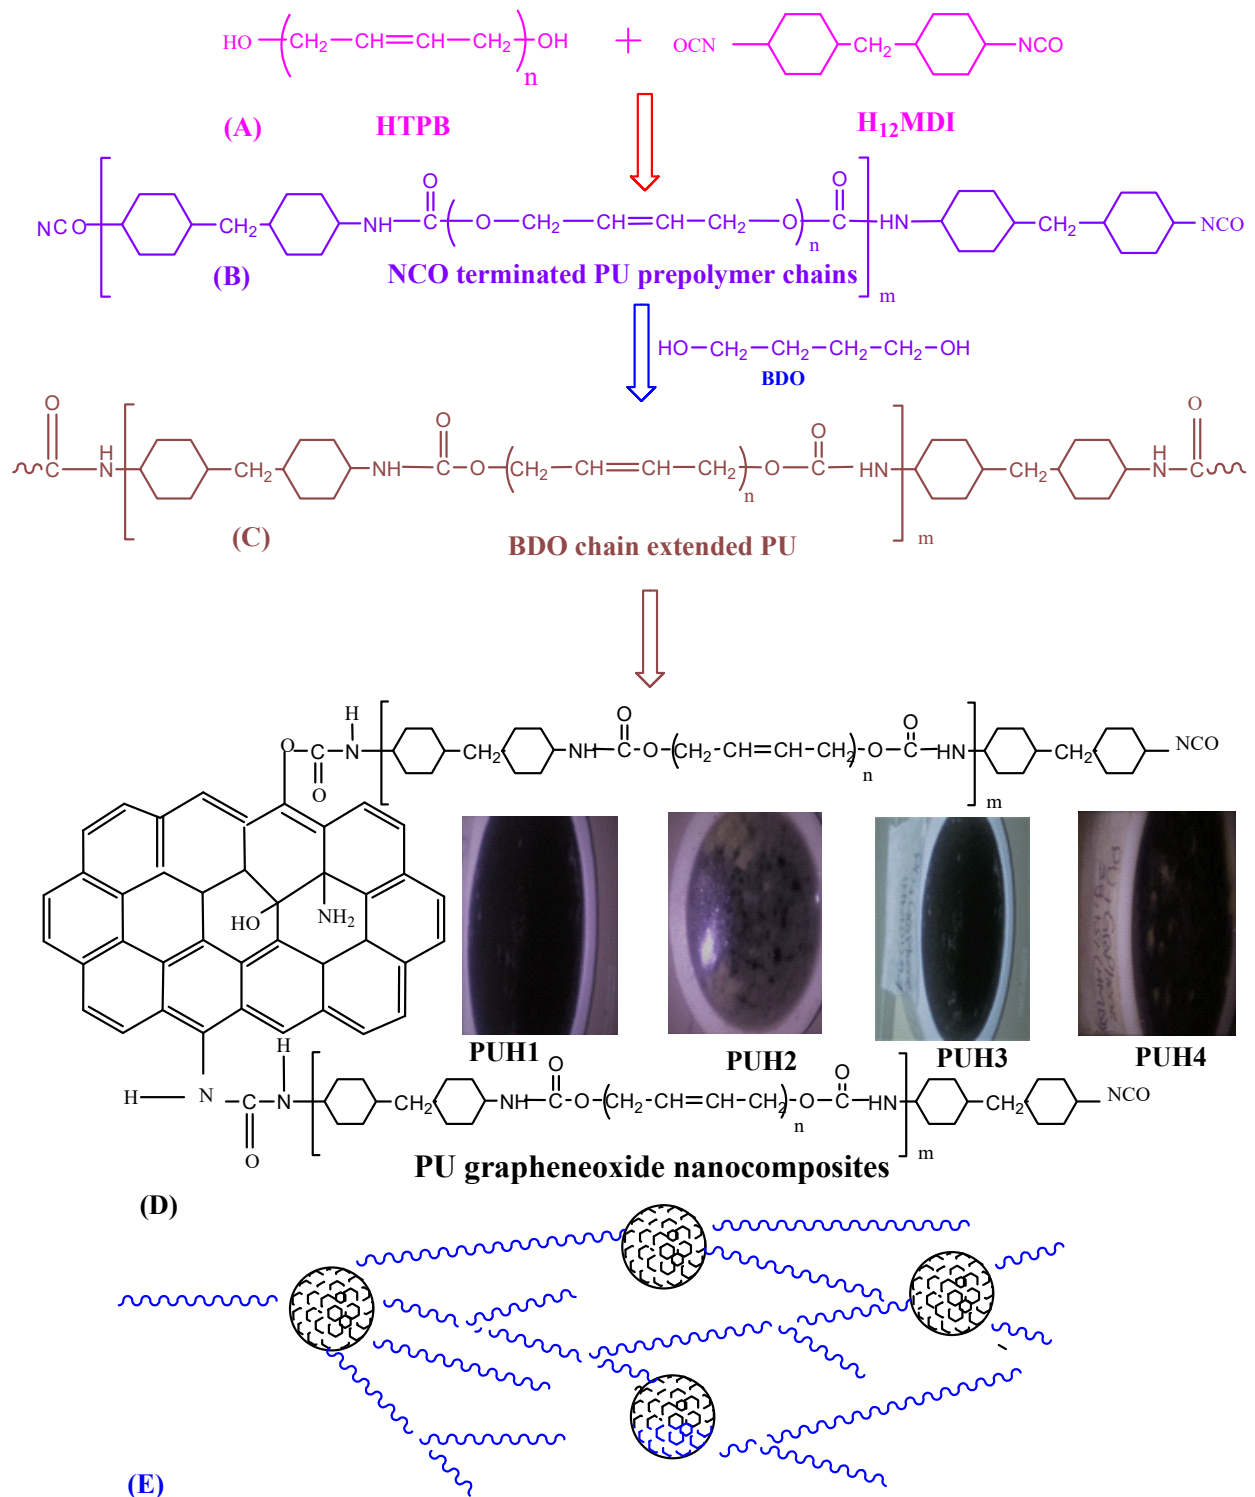 HO—(CH₂—CH=CH—CH₂)n—OH + OCN—CH₂—NCO
(A) HTPB H₁₂MDI
NCO—CH₂—NH—C(=O)—(O—CH₂—CH=CH—CH₂—O)n—C(=O)—NH—CH₂—NCO
m
(B) NCO terminated PU prepolymer chains
HO—CH₂—CH₂—CH₂—CH₂—OH
BDO
C(=O)—NH—CH₂—NH—C(=O)—O—(CH₂—CH=CH—CH₂)n—O—C(=O)—HN—CH₂—NH—C(=O)
m
(C) BDO chain extended PU
O—C(=O)—NH—CH₂—NH—C(=O)—O—(CH₂—CH=CH—CH₂)n—O—C(=O)—HN—CH₂—NCO
m
HO NH₂
PUH1 PUH2 PUH3 PUH4
H—N—C(=O)—NH—CH₂—NH—C(=O)—O—(CH₂—CH=CH—CH₂)n—O—C(=O)—HN—CH₂—NCO
m
PU grapheneoxide nanocomposites
(D)
(E)